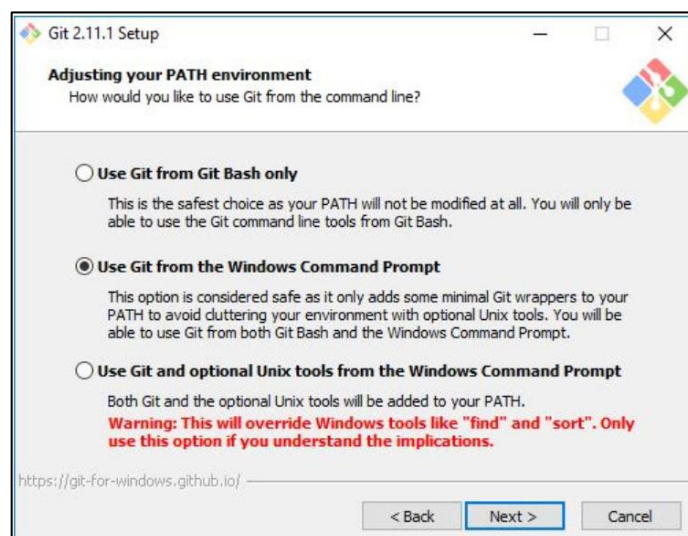 Git 2.11.1 Setup
Adjusting your PATH environment
How would you like to use Git from the command line?
Use Git from Git Bash only
This is the safest choice as your PATH will not be modified at all. You will only be
able to use the Git command line tools from Git Bash.
Use Git from the Windows Command Prompt
This option is considered safe as it only adds some minimal Git wrappers to your
PATH to avoid cluttering your environment with optional Unix tools. You will be
able to use Git from both Git Bash and the Windows Command Prompt.
Use Git and optional Unix tools from the Windows Command Prompt
Both Git and the optional Unix tools will be added to your PATH.
Warning: This will override Windows tools like "find" and "sort". Only
use this option if you understand the implications.
https://git-for-windows.github.io/
< Back Next > Cancel